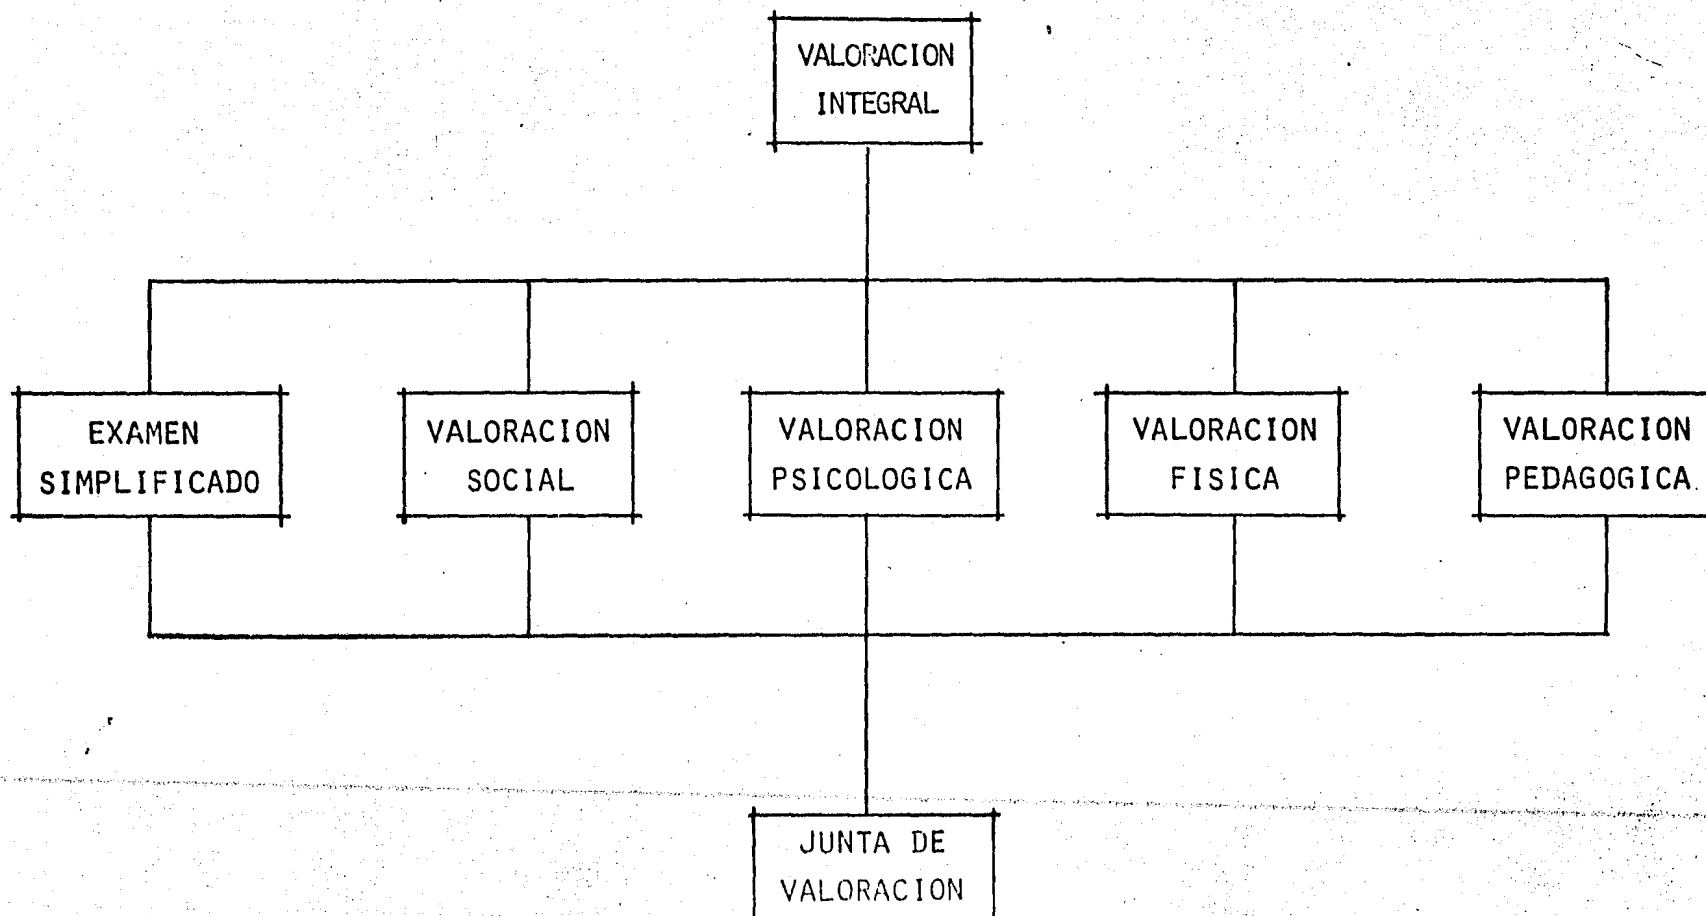 VALORACION
INTEGRAL
EXAMEN
SIMPLIFICADO
VALORACION
SOCIAL
VALORACION
PSICOLOGICA
VALORACION
FISICA
VALORACION
PEDAGOGICA
JUNTA DE
VALORACION